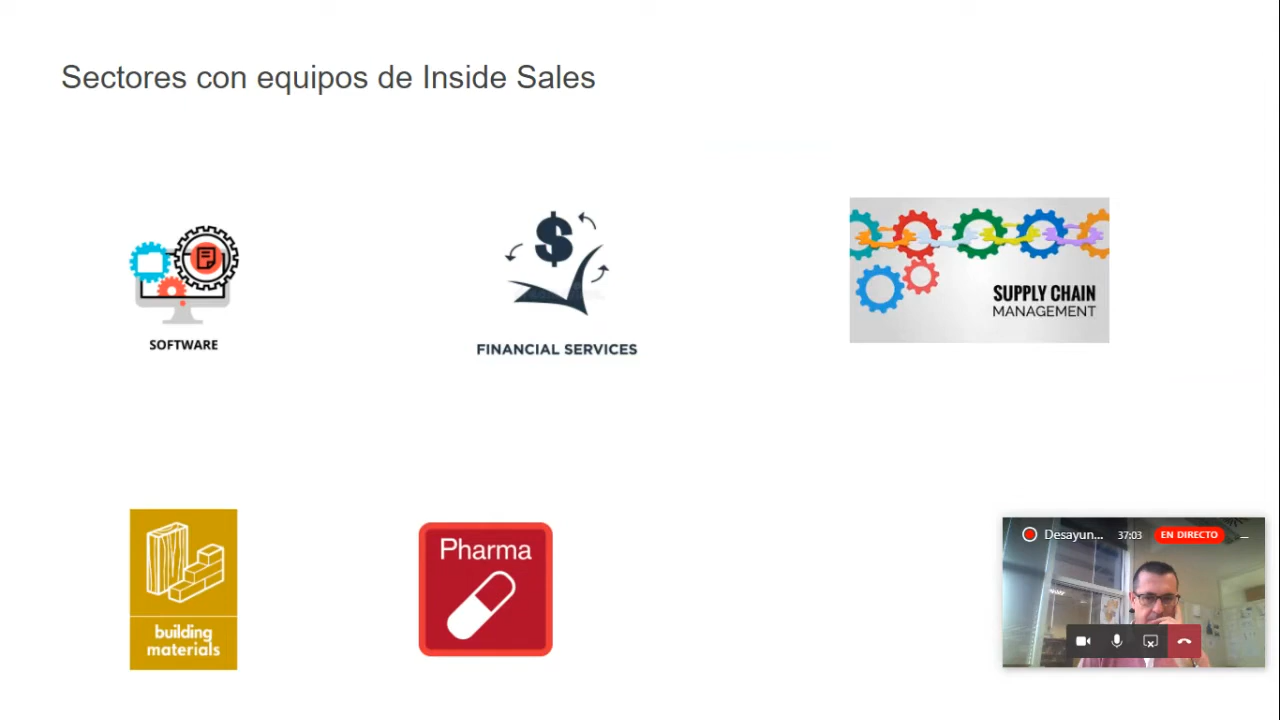 Sectores con equipos de Inside Sales
SOFTWARE
FINANCIAL SERVICES
SUPPLY CHAIN
MANAGEMENT
building
materials
Pharma
Desayun... 37:03 EN DIRECTO